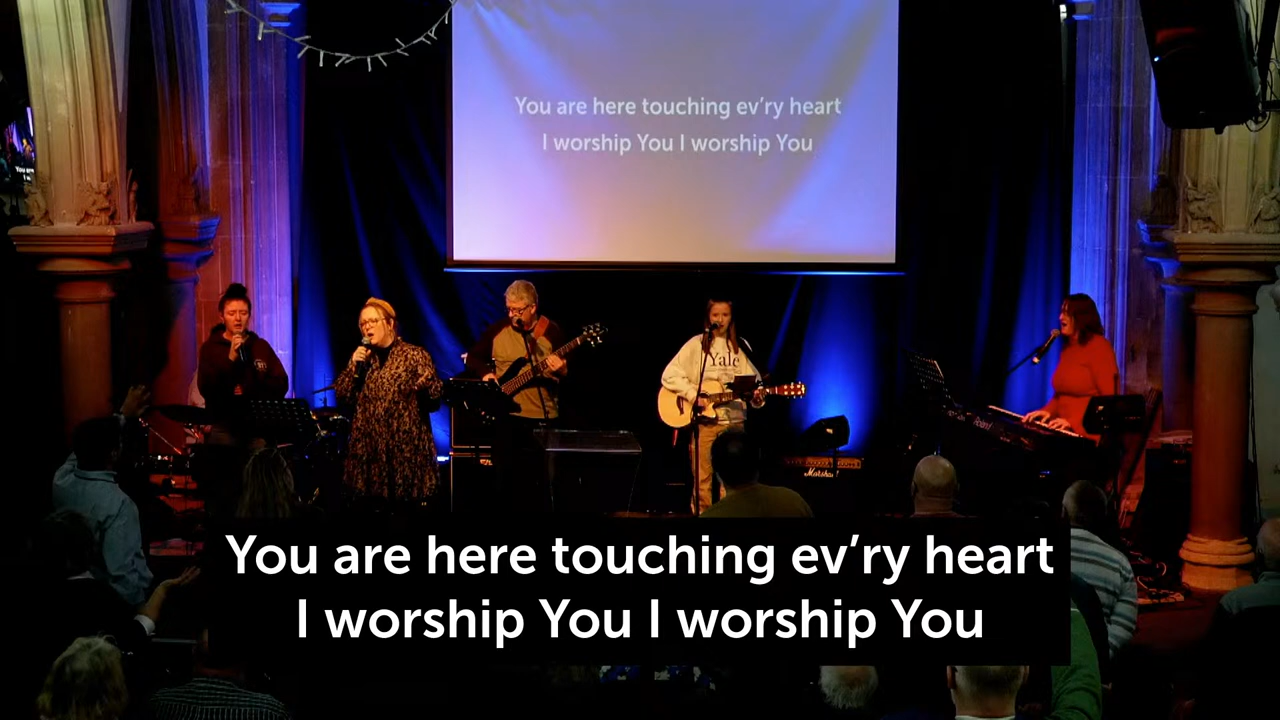 You are here touching ev'ry heart
I worship You I worship You
Yale
Marshall
You are here touching ev’ry heart
I worship You I worship You